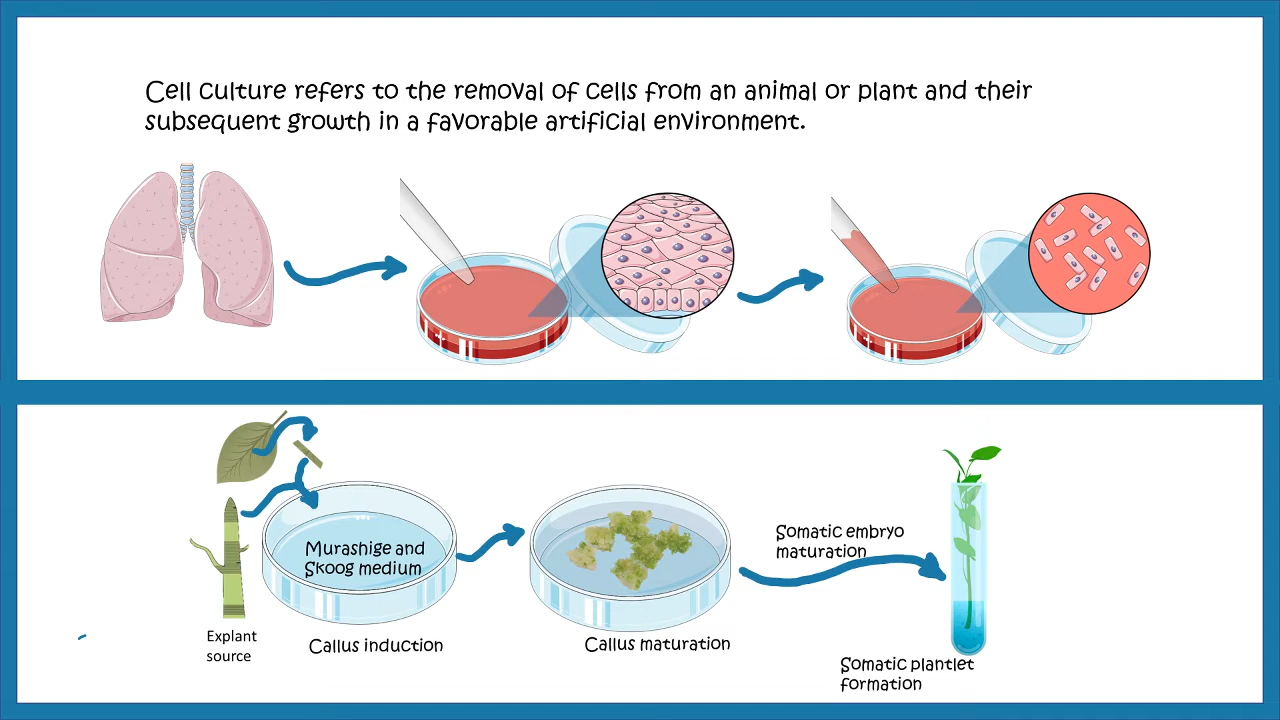 Cell culture refers to the removal of cells from an animal or plant and their
subsequent growth in a favorable artificial environment.
Murashige and
Skoog medium
Somatic embryo
maturation
Explant
source
Callus induction
Callus maturation
Somatic plantlet
formation